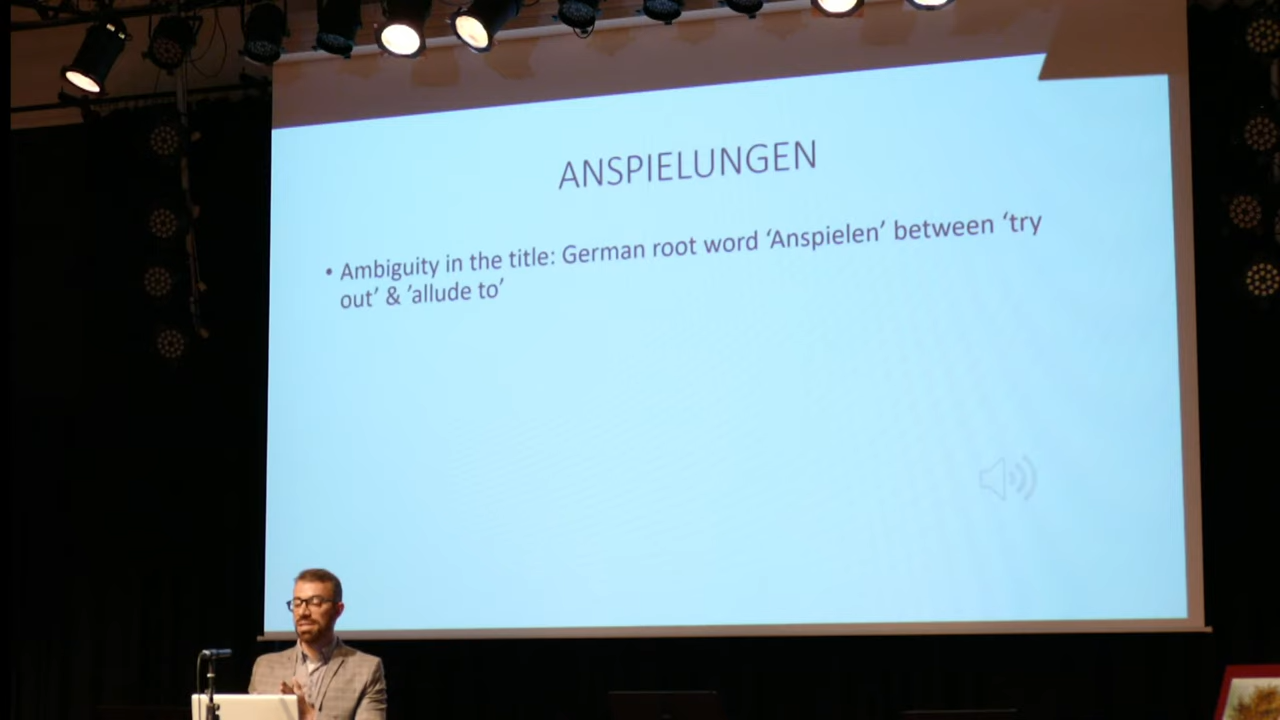 ANSPIELUNGEN
• Ambiguity in the title: German root word ‘Anspielen’ between ‘try
out’ & ’allude to’